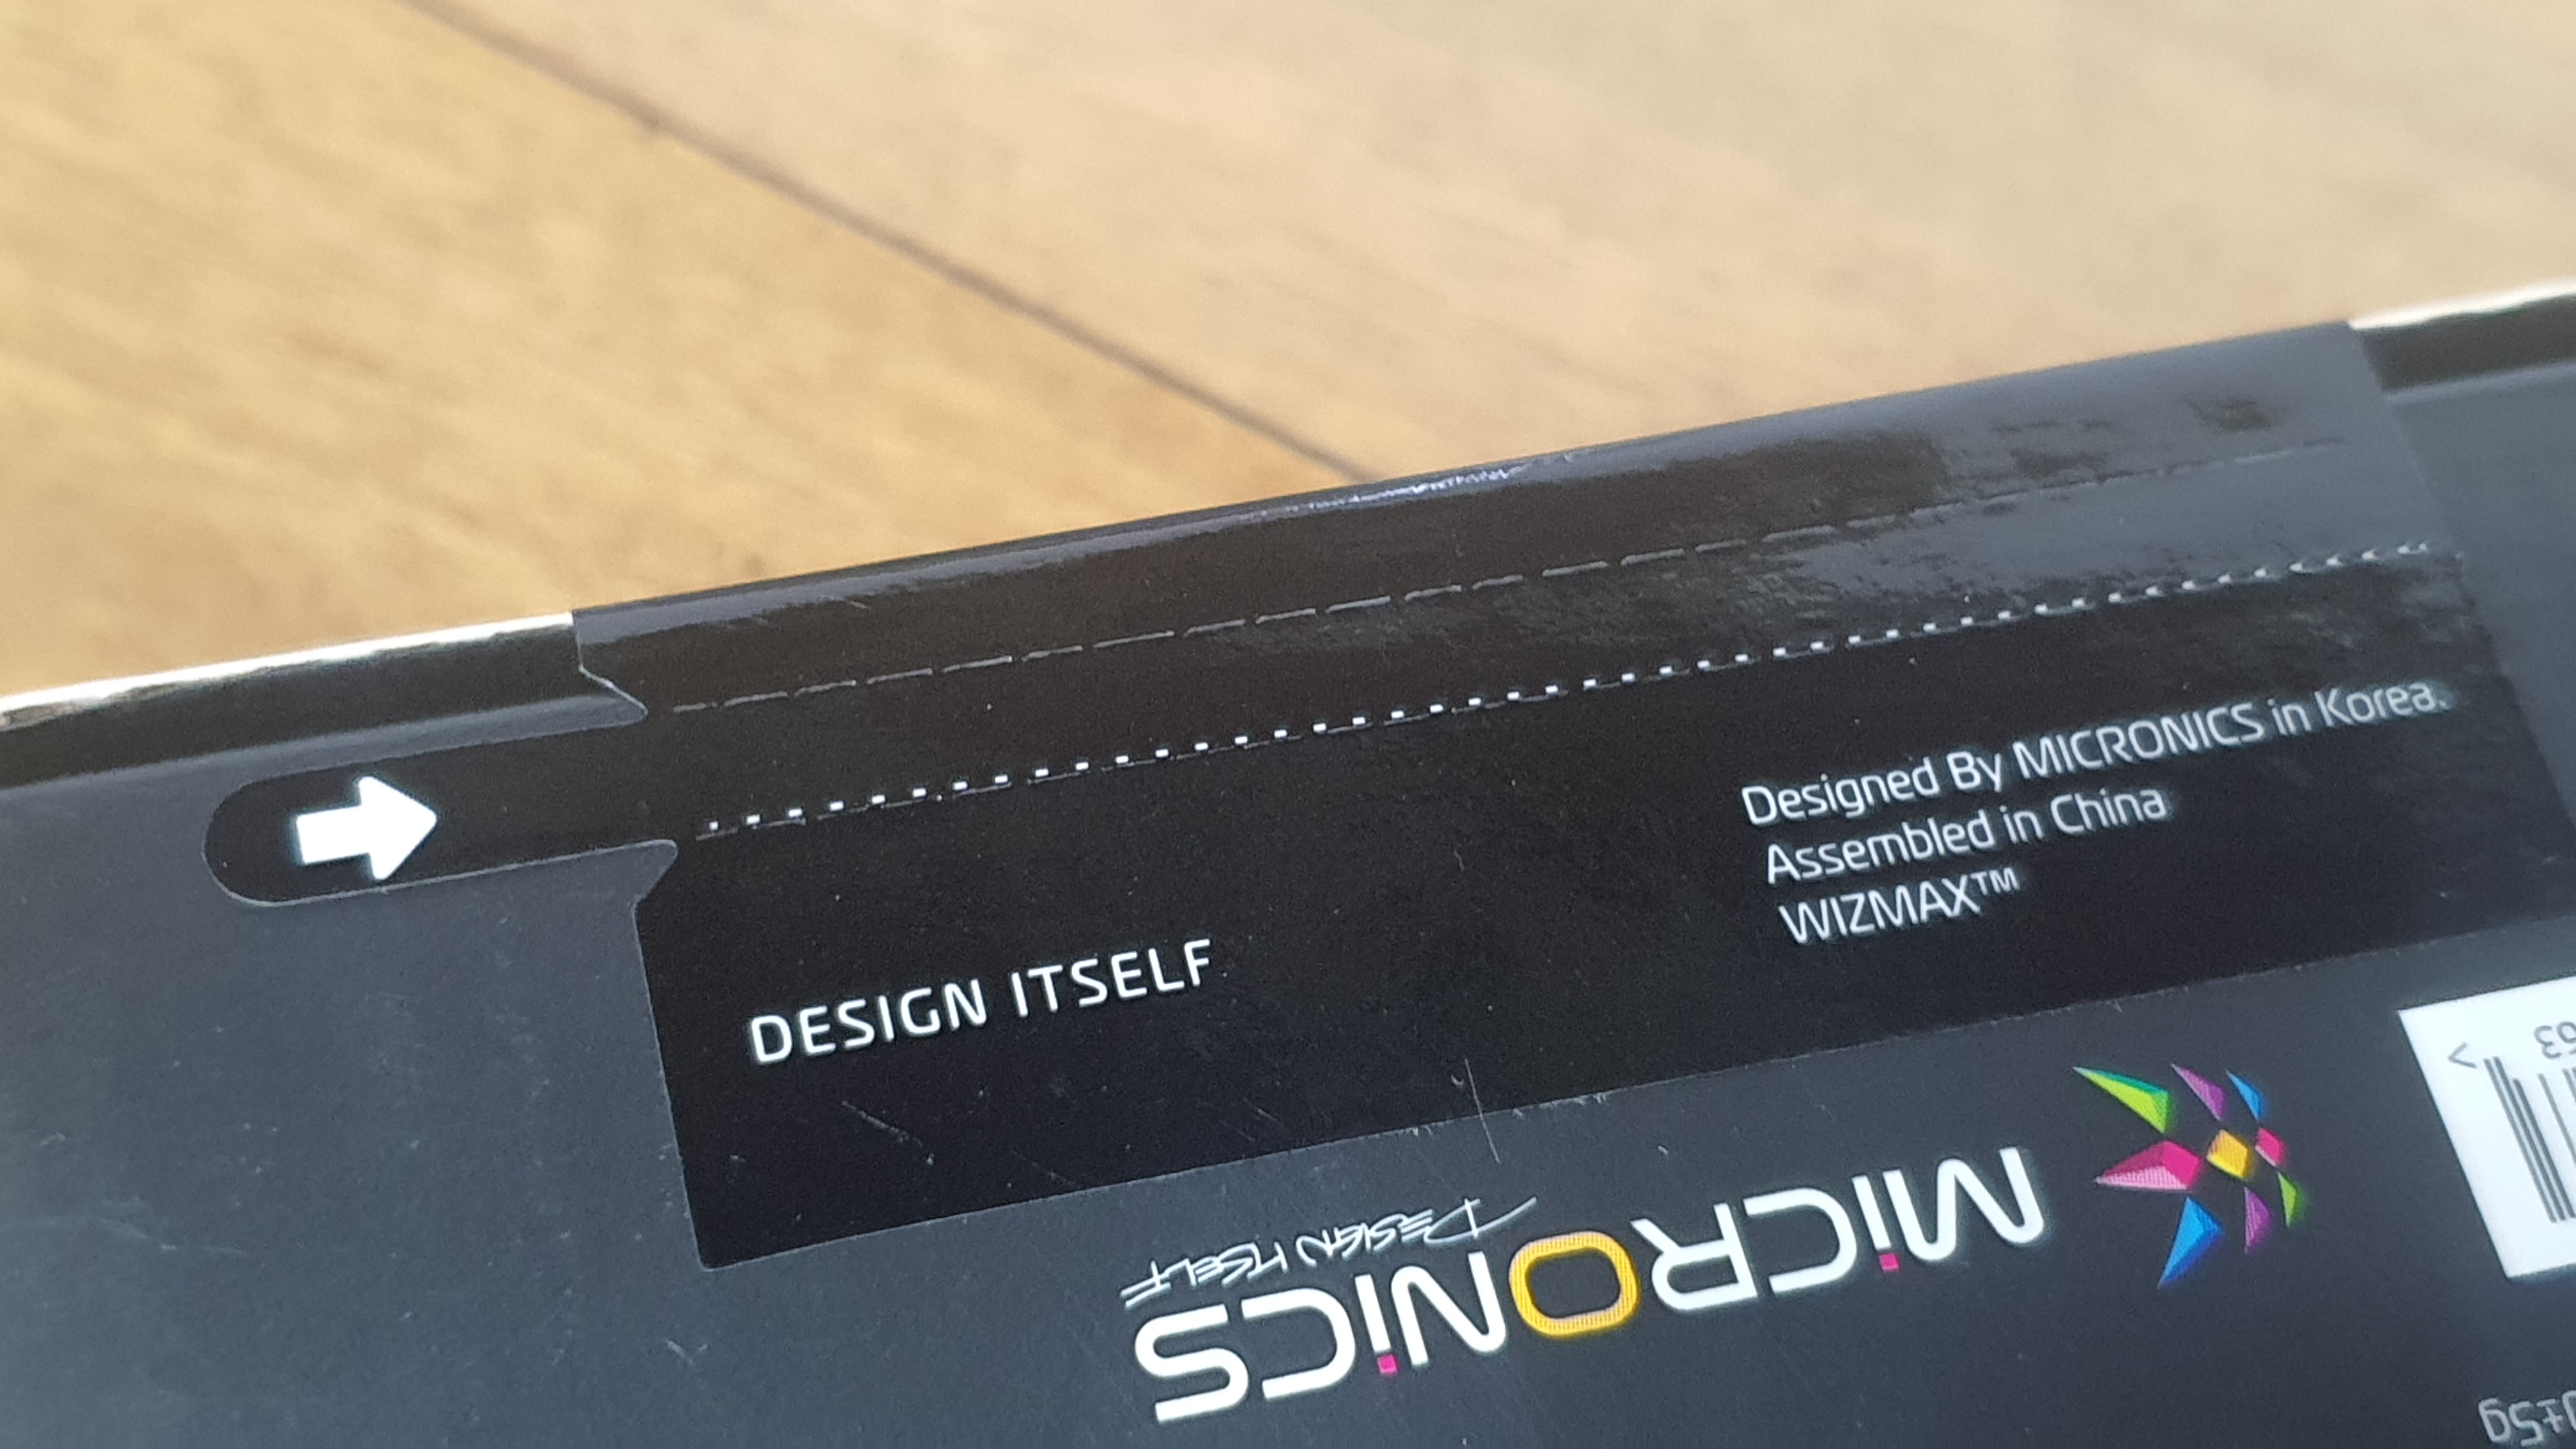 Designed By MICRONICS in Korea.
Assembled in China
WIZMAX™
DESIGN ITSELF
MiCRONiCS
DESIGN ITSELF